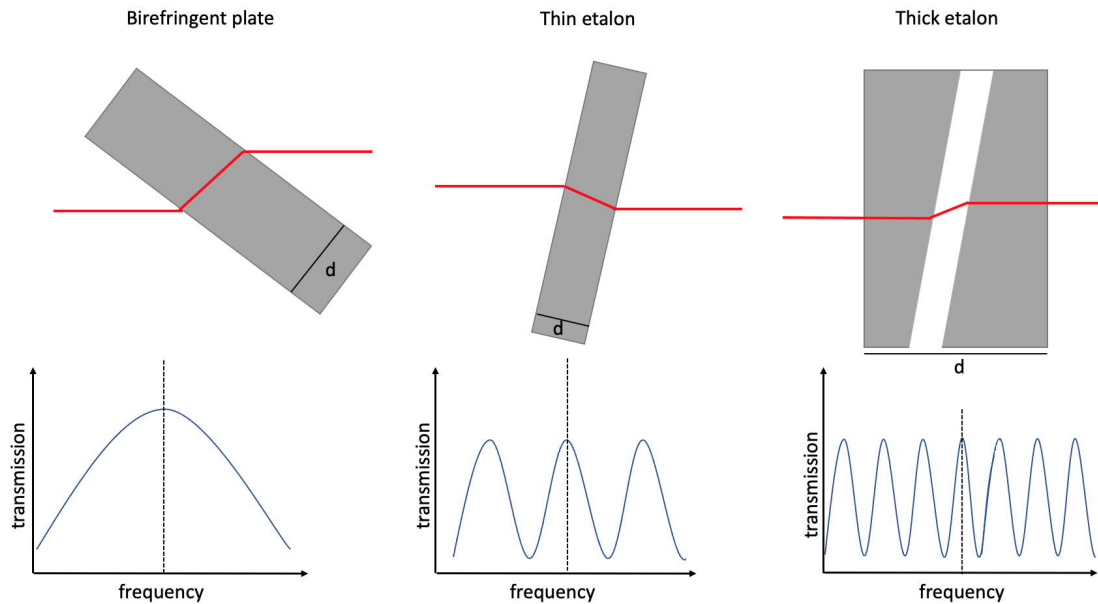 Birefringent plate
Thin etalon
Thick etalon
d
d
d
transmission
frequency
transmission
frequency
transmission
frequency